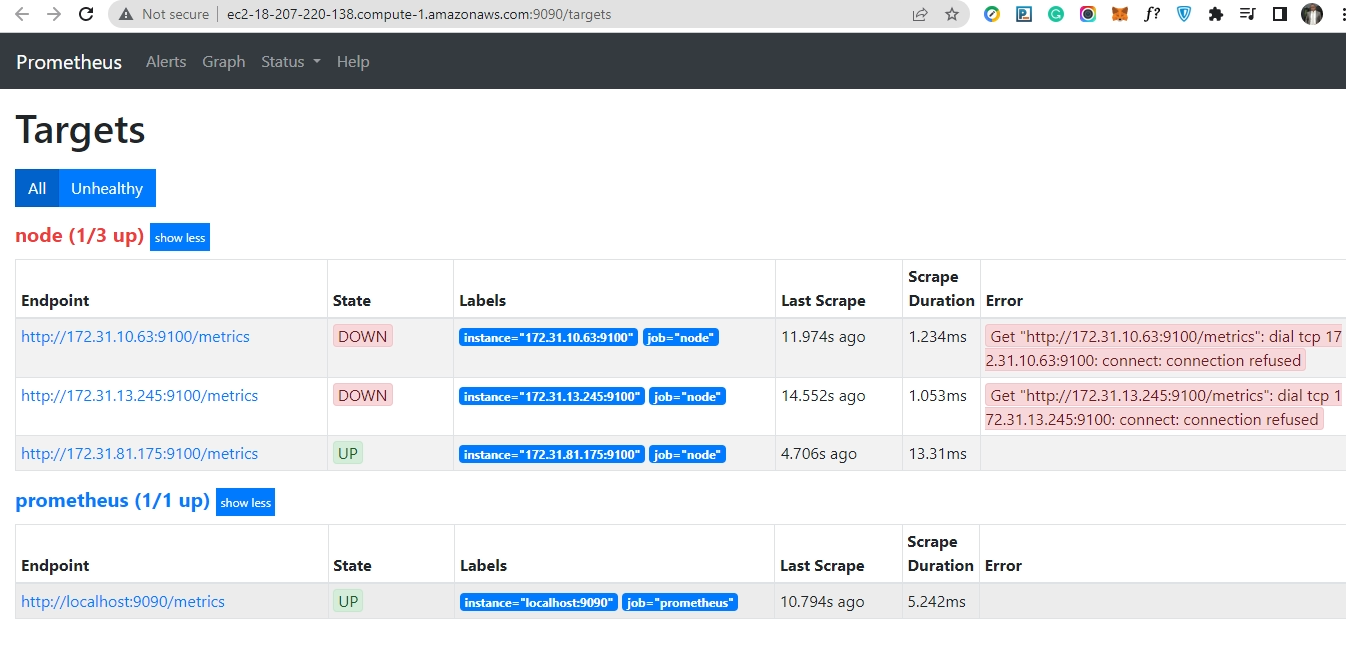 Not secure | ec2-18-207-220-138.compute-1.amazonaws.com:9090/targets
Prometheus Alerts Graph Status Help
Targets
All Unhealthy
node (1/3 up) show less
Endpoint State Labels Last Scrape Scrape Duration Error
http://172.31.10.63:9100/metrics DOWN instance="172.31.10.63:9100" job="node" 11.974s ago 1.234ms Get "http://172.31.10.63:9100/metrics": dial tcp 17
2.31.10.63:9100: connect: connection refused
http://172.31.13.245:9100/metrics DOWN instance="172.31.13.245:9100" job="node" 14.552s ago 1.053ms Get "http://172.31.13.245:9100/metrics": dial tcp 1
72.31.13.245:9100: connect: connection refused
http://172.31.81.175:9100/metrics UP instance="172.31.81.175:9100" job="node" 4.706s ago 13.31ms
prometheus (1/1 up) show less
Endpoint State Labels Last Scrape Scrape Duration Error
http://localhost:9090/metrics UP instance="localhost:9090" job="prometheus" 10.794s ago 5.242ms